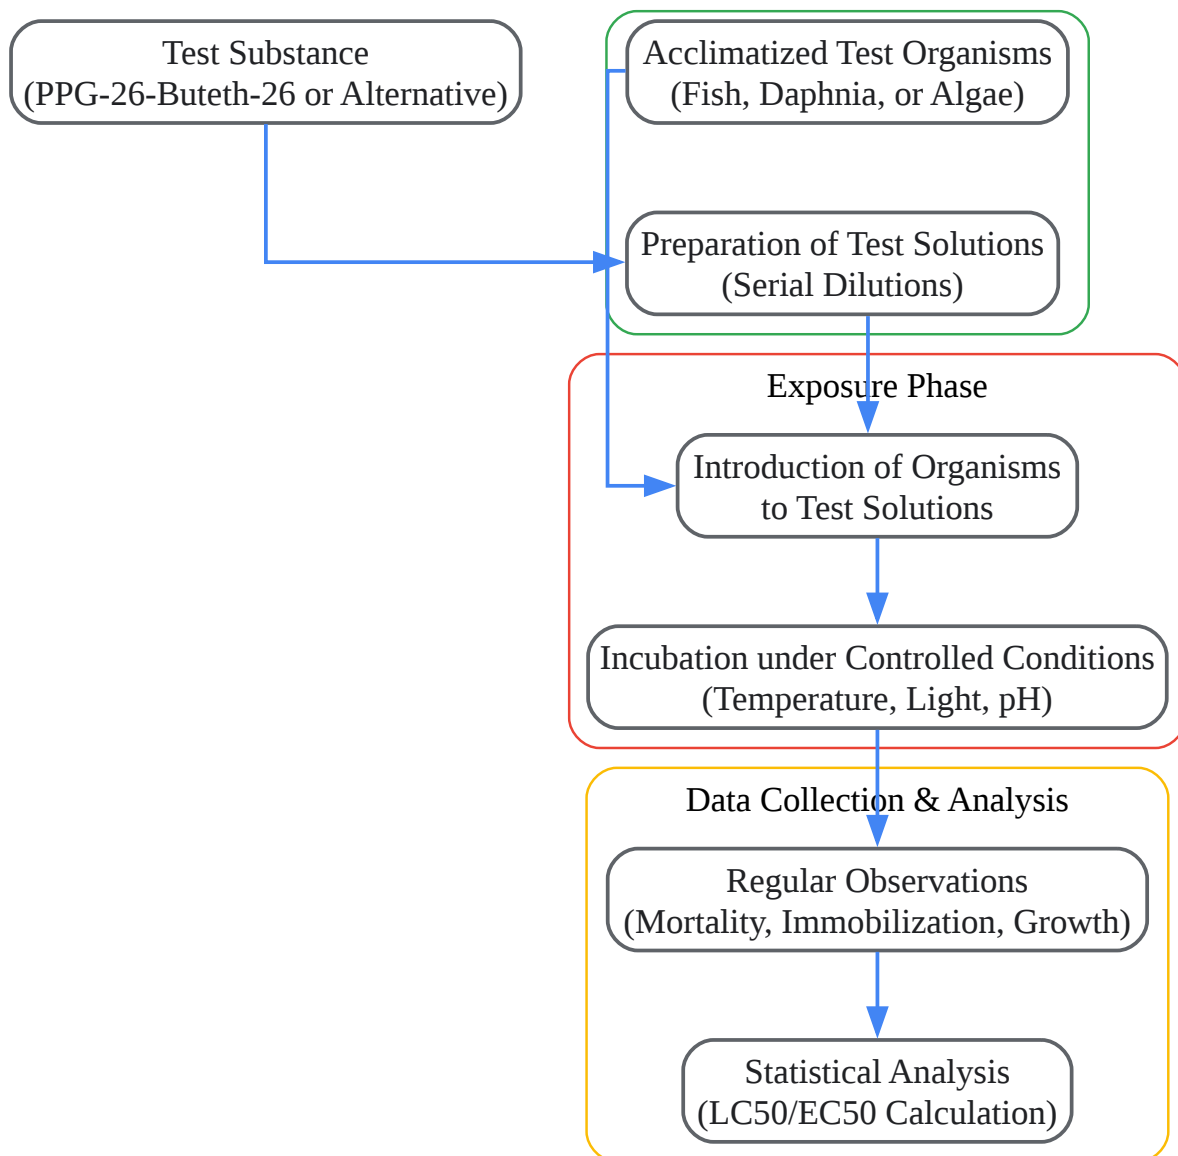 Test Substance
(PPG-26-Buteth-26 or Alternative)
Acclimatized Test Organisms
(Fish, Daphnia, or Algae)
Preparation of Test Solutions
(Serial Dilutions)
Exposure Phase
Introduction of Organisms
to Test Solutions
Incubation under Controlled Conditions
(Temperature, Light, pH)
Data Collection & Analysis
Regular Observations
(Mortality, Immobilization, Growth)
Statistical Analysis
(LC50/EC50 Calculation)